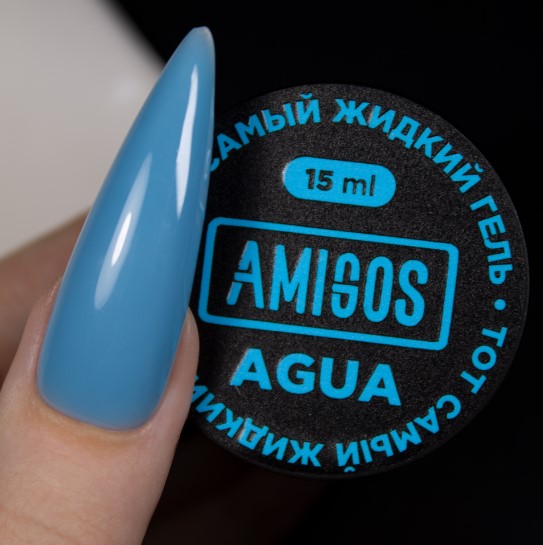 САМЫЙ ЖИДКИЙ ГЕЛЬ • ТОТ САМЫЙ ЖИДКИЙ
15 ml
AMIGOS
AGUA